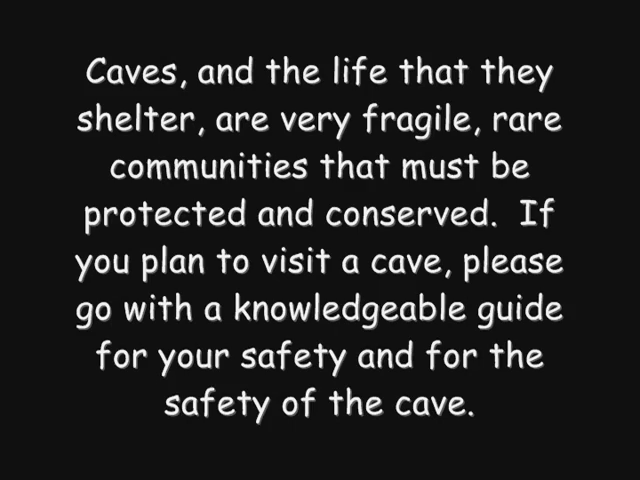 Caves, and the life that they
shelter, are very fragile, rare
communities that must be
protected and conserved.  If
you plan to visit a cave, please
go with a knowledgeable guide
for your safety and for the
safety of the cave.